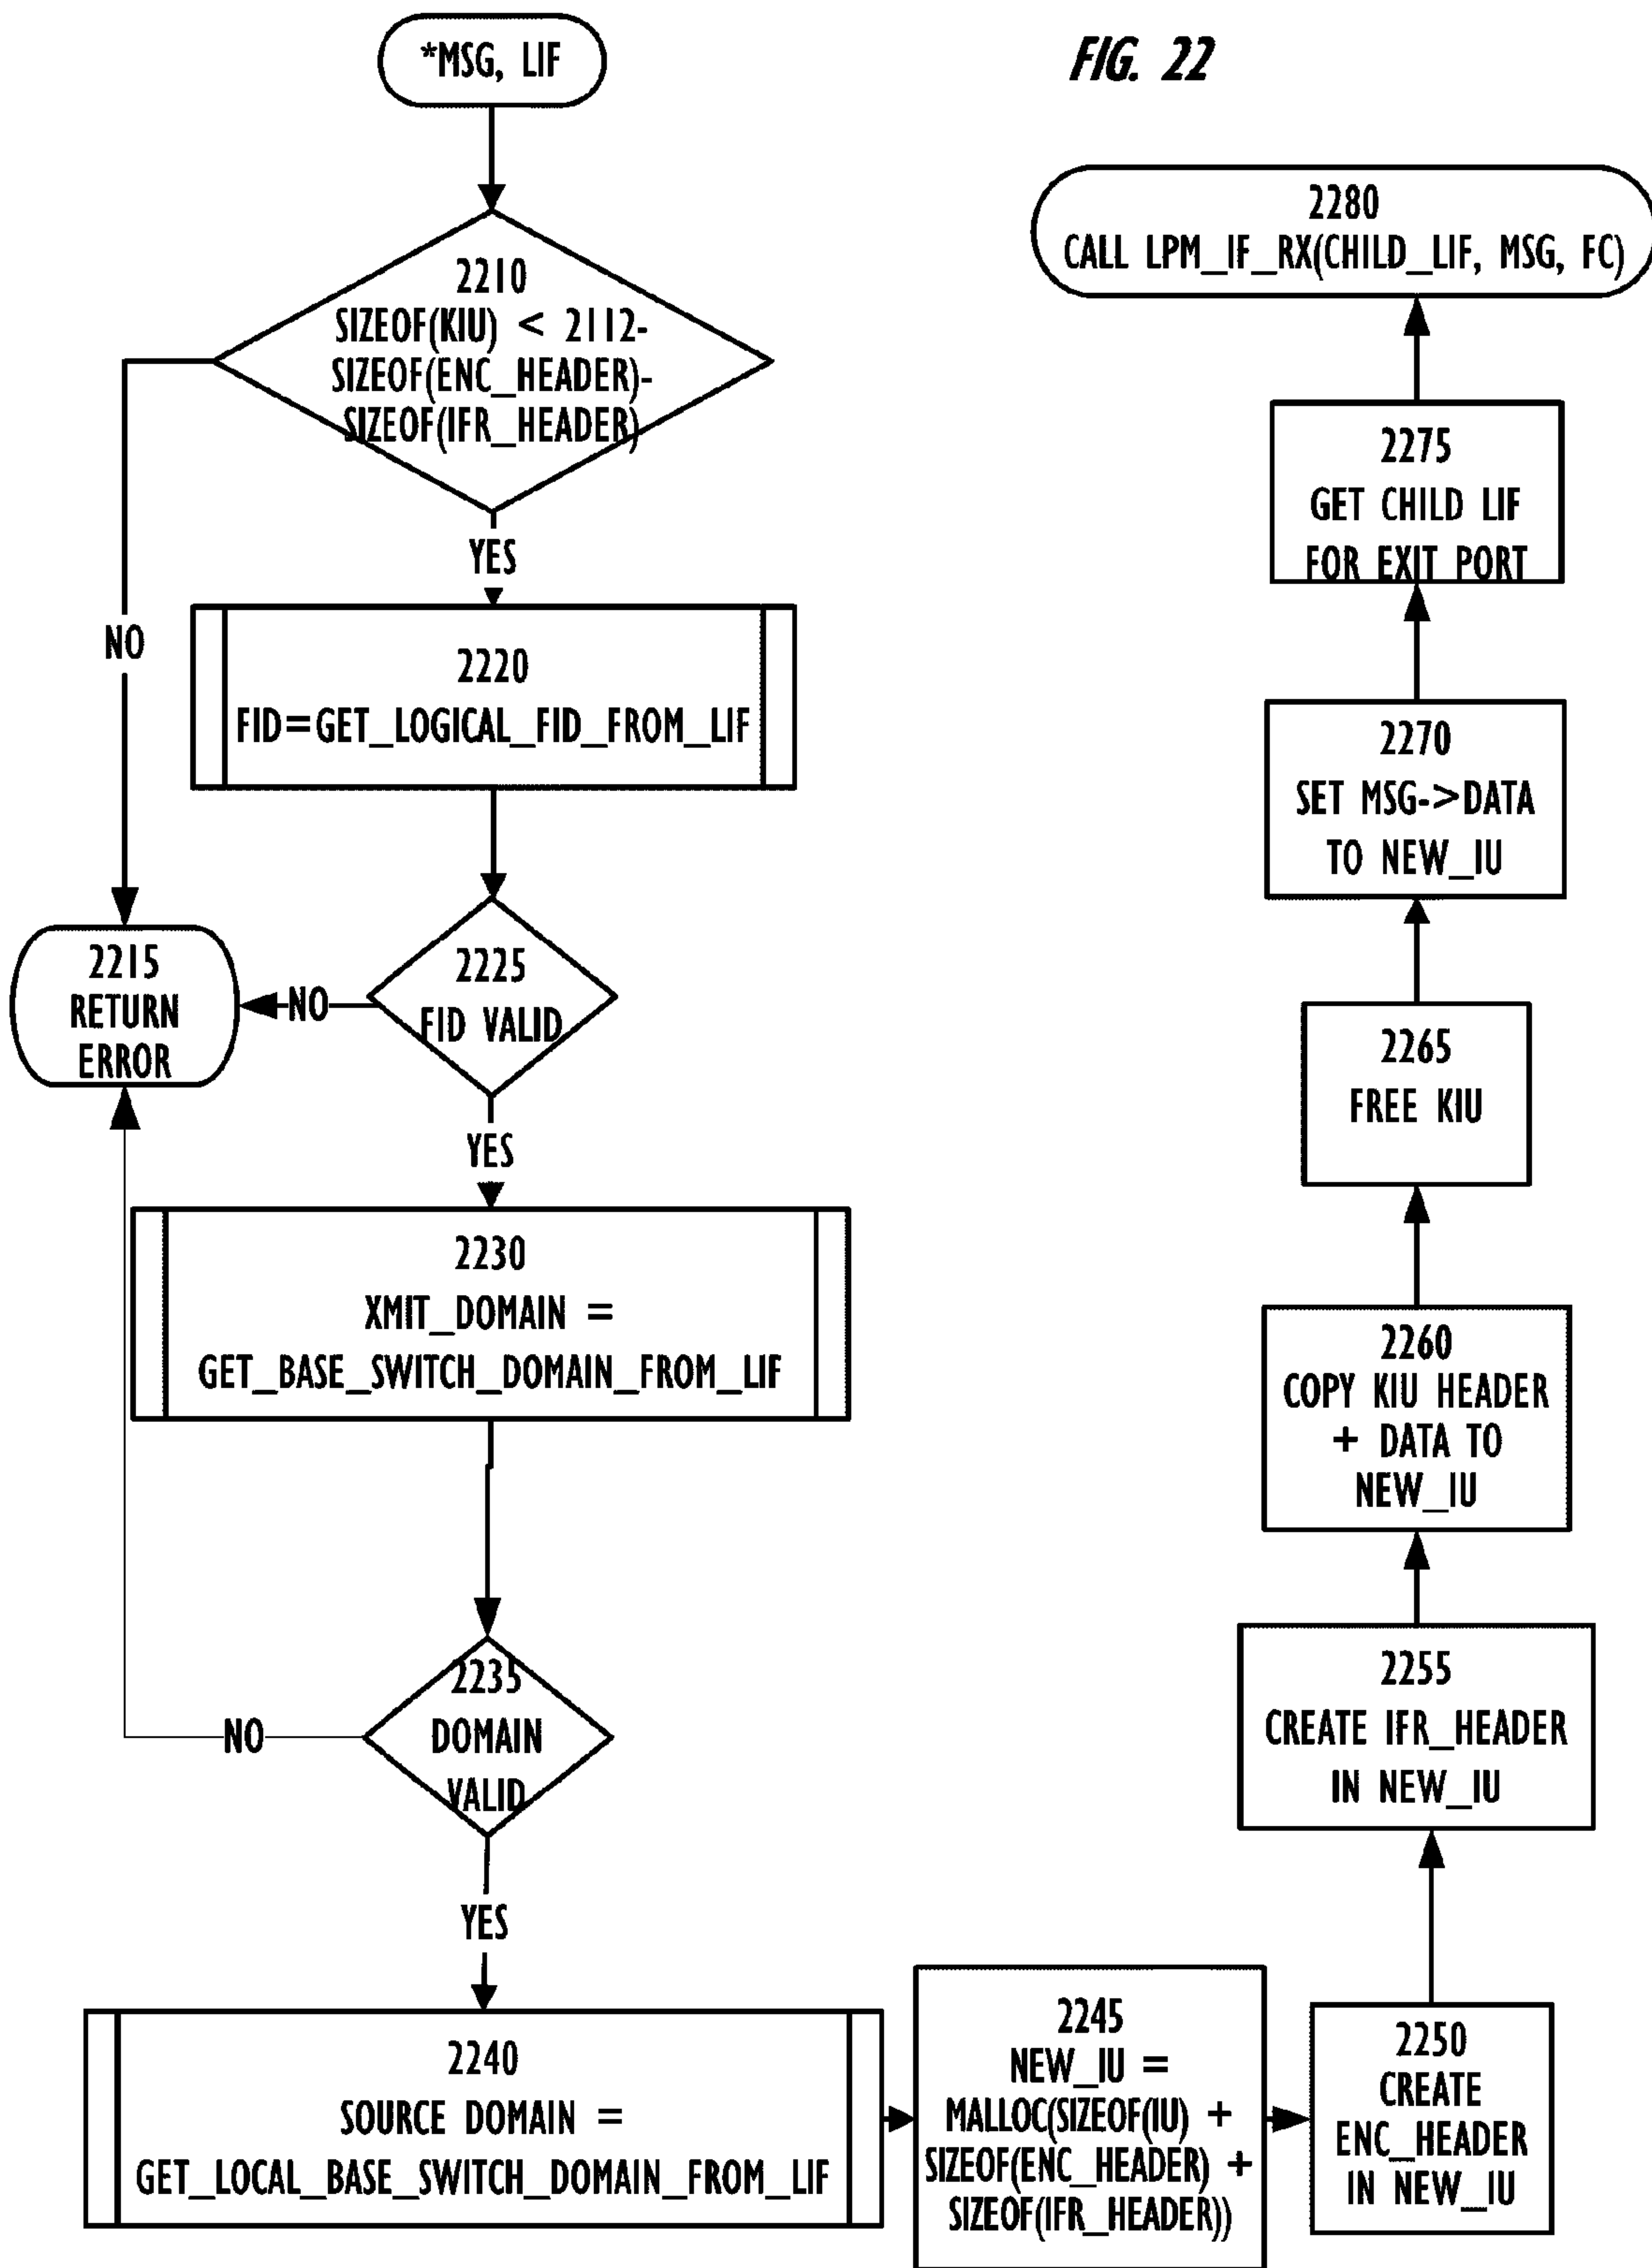 *MSG, LIF
FIG. 22
2210
SIZEOF(KIU) < 2112-
SIZEOF(ENC_HEADER)-
SIZEOF(IFR_HEADER)
YES
NO
2220
FID=GET_LOGICAL_FID_FROM_LIF
2225
FID VALID
NO
2215
RETURN
ERROR
YES
2230
XMIT_DOMAIN =
GET_BASE_SWITCH_DOMAIN_FROM_LIF
2235
DOMAIN
VALID
NO
YES
2240
SOURCE DOMAIN =
GET_LOCAL_BASE_SWITCH_DOMAIN_FROM_LIF
2245
NEW_IU =
MALLOC(SIZEOF(IU) +
SIZEOF(ENC_HEADER) +
SIZEOF(IFR_HEADER))
2250
CREATE
ENC_HEADER
IN NEW_IU
2255
CREATE IFR_HEADER
IN NEW_IU
2260
COPY KIU HEADER
+ DATA TO
NEW_IU
2265
FREE KIU
2270
SET MSG->DATA
TO NEW_IU
2275
GET CHILD LIF
FOR EXIT PORT
2280
CALL LPM_IF_RX(CHILD_LIF, MSG, FC)